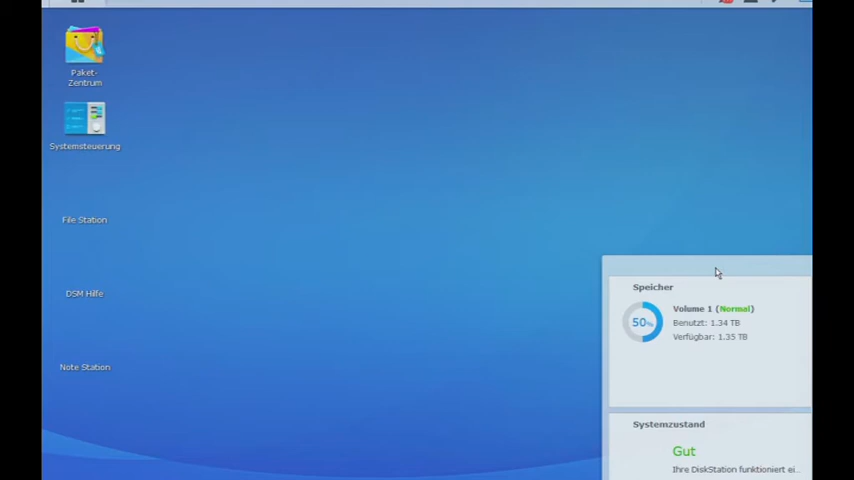 Paket-
Zentrum
Systemsteuerung
File Station
DSM Hilfe
Note Station
Speicher
50%
Volume 1 (Normal)
Benutzt: 1.34 TB
Verfügbar: 1.35 TB
Systemzustand
Gut
Ihre DiskStation funktioniert ei...